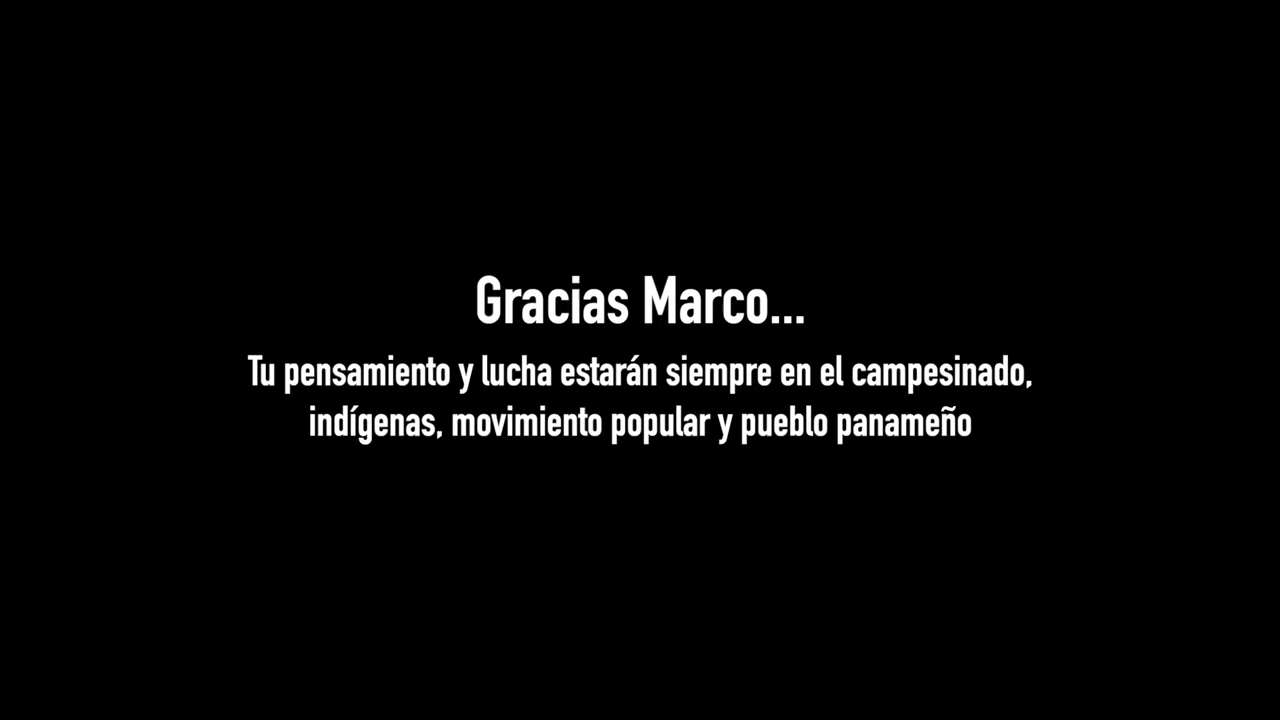 Gracias Marco...
Tu pensamiento y lucha estarán siempre en el campesinado,
indígenas, movimiento popular y pueblo panameño